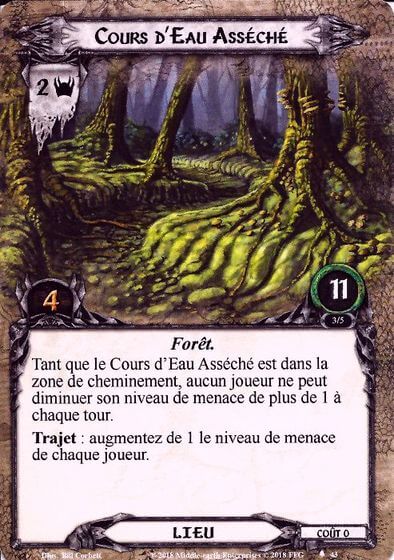 COURS D'EAU ASSÉCHÉ
2
4
11
3/5
Forêt.
Tant que le Cours d'Eau Asséché est dans la
zone de cheminement, aucun joueur ne peut
diminuer son niveau de menace de plus de 1 à
chaque tour.
Trajet : augmentez de 1 le niveau de menace
de chaque joueur.
LIEU
COÛT 0
Illus. Bill Corbett
© 2018 Middle-earth Enterprises © 2018 FFG